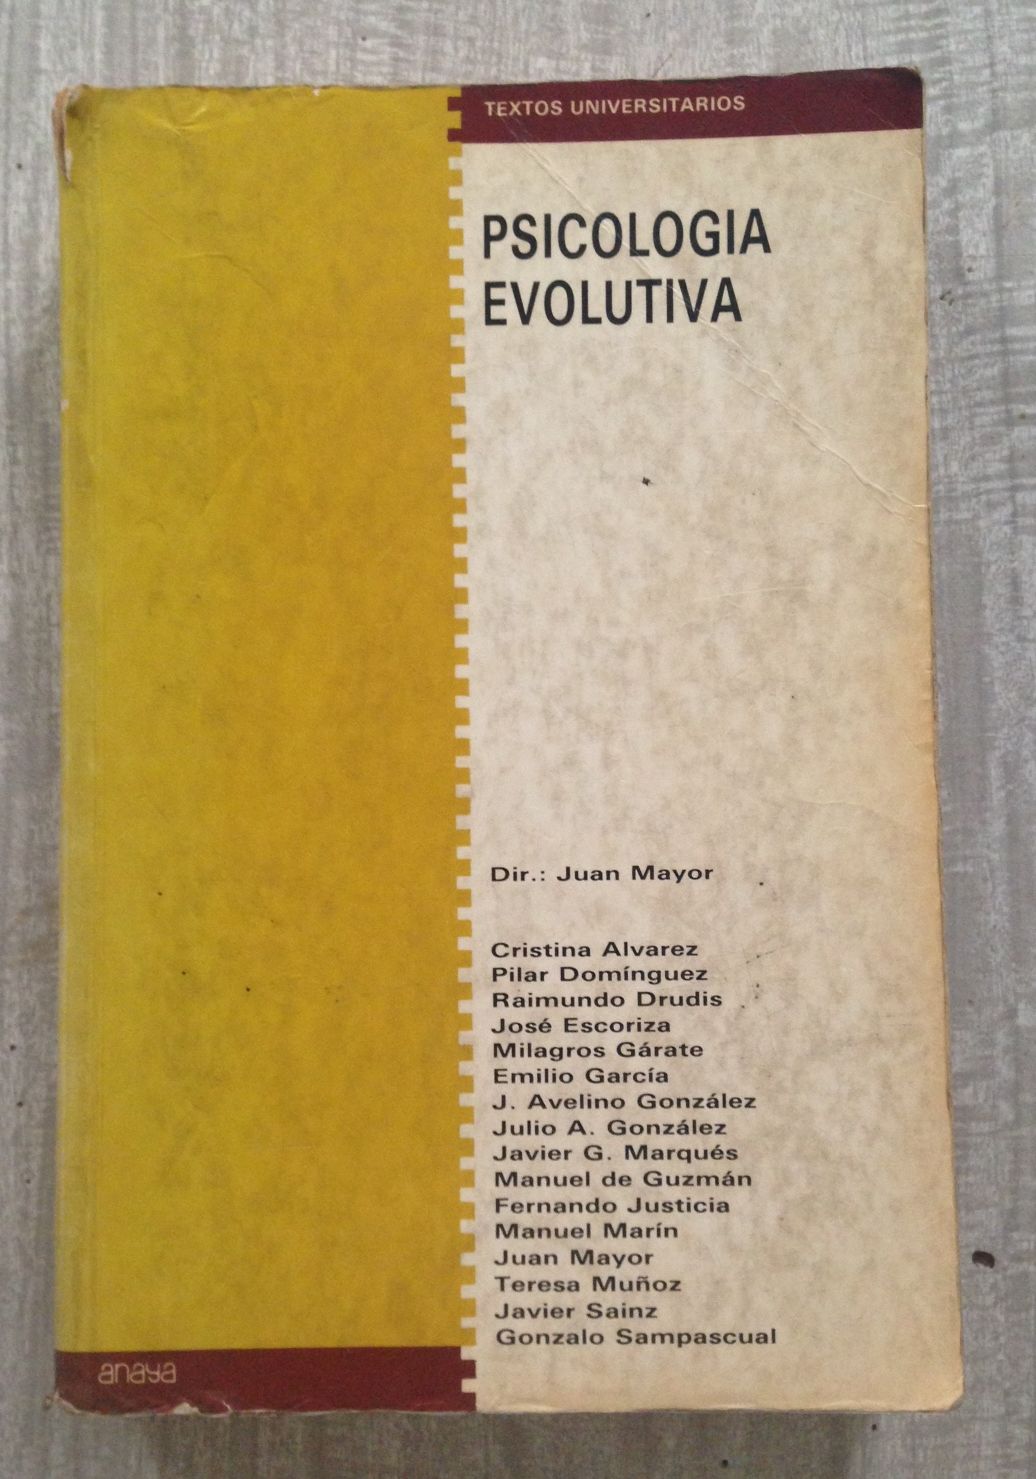 TEXTOS UNIVERSITARIOS
PSICOLOGIA
EVOLUTIVA
Dir.: Juan Mayor
Cristina Alvarez
Pilar Domínguez
Raimundo Drudis
José Escoriza
Milagros Gárate
Emilio García
J. Avelino González
Julio A. González
Javier G. Marqués
Manuel de Guzmán
Fernando Justicia
Manuel Marín
Juan Mayor
Teresa Muñoz
Javier Sainz
Gonzalo Sampascual
anaya